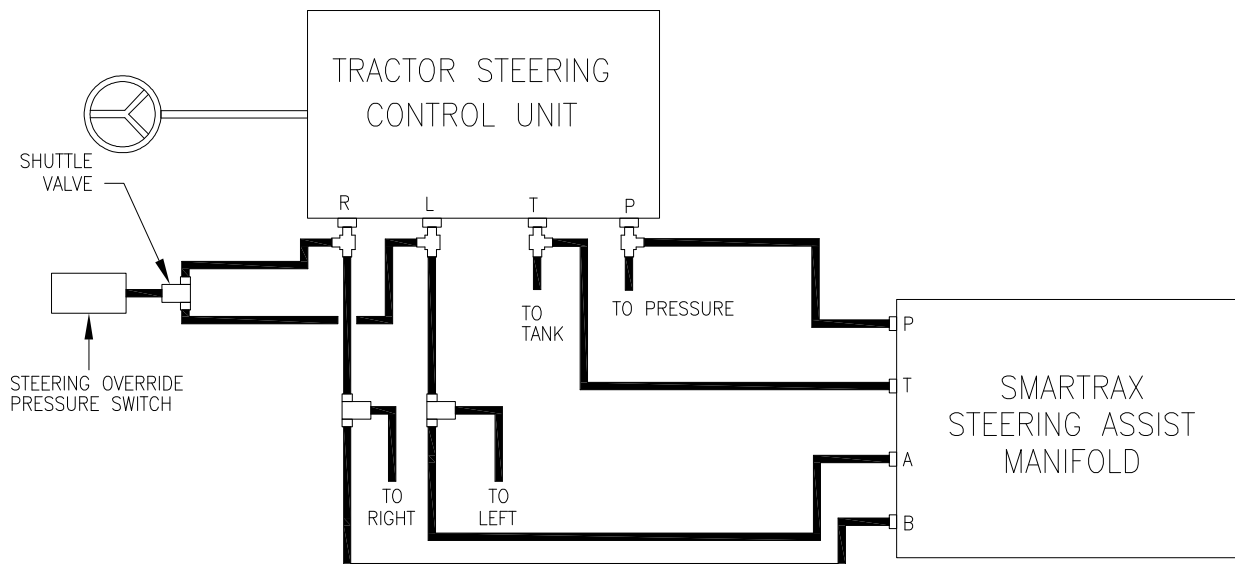 TRACTOR STEERING
CONTROL UNIT
SHUTTLE
VALVE
R
L
T
P
TO
TANK
TO PRESSURE
STEERING OVERRIDE
PRESSURE SWITCH
TO
RIGHT
TO
LEFT
P
T
A
B
SMARTRAX
STEERING ASSIST
MANIFOLD